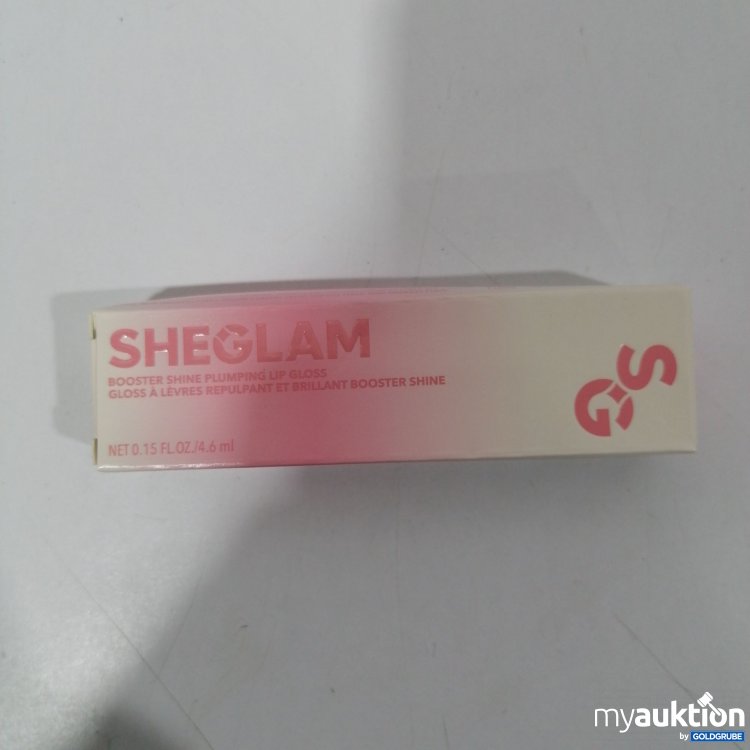 SHEGLAM
BOOSTER SHINE PLUMPING LIP GLOSS
GLOSS À LÈVRES REPULPANT ET BRILLANT BOOSTER SHINE
NET 0.15 FL.OZ./4.6 ml
GS
myauktion
by GOLDGRUBE